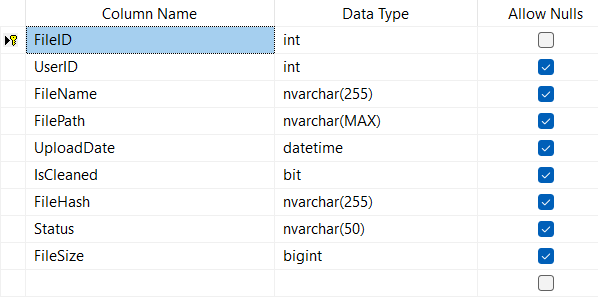 Column Name Data Type Allow Nulls
FileID int
UserID int
FileName nvarchar(255)
FilePath nvarchar(MAX)
UploadDate datetime
IsCleaned bit
FileHash nvarchar(255)
Status nvarchar(50)
FileSize bigint